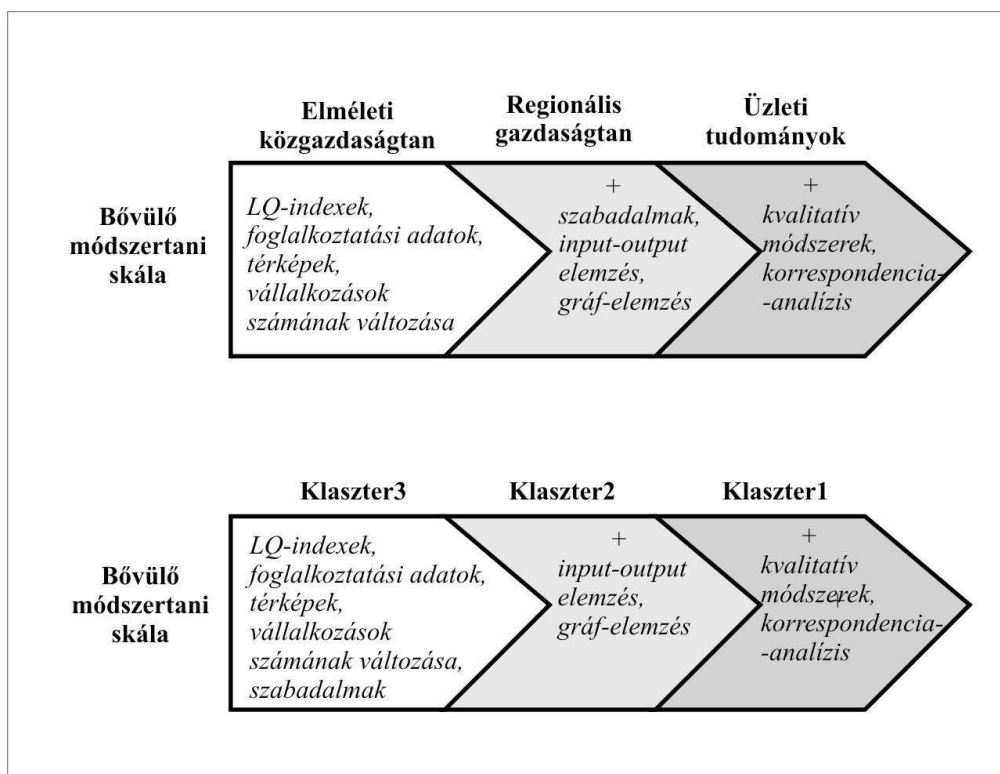 Elméleti
közgazdaságtan
Regionális
gazdaságtan
Üzleti
tudományok
Bővülő
módszertani
skála
LQ-indexek,
foglalkoztatási adatok,
térképek,
vállalkozások
számának változása
+
szabadalmak,
input-output
elemzés,
gráf-elemzés
+
kvalitatív
módszerek,
korrespondencia-
-analízis
Klaszter3
Klaszter2
Klaszter1
Bővülő
módszertani
skála
LQ-indexek,
foglalkoztatási adatok,
térképek,
vállalkozások
számának változása,
szabadalmak
+
input-output
elemzés,
gráf-elemzés
+
kvalitatív
módszerek,
korrespondencia-
-analízis